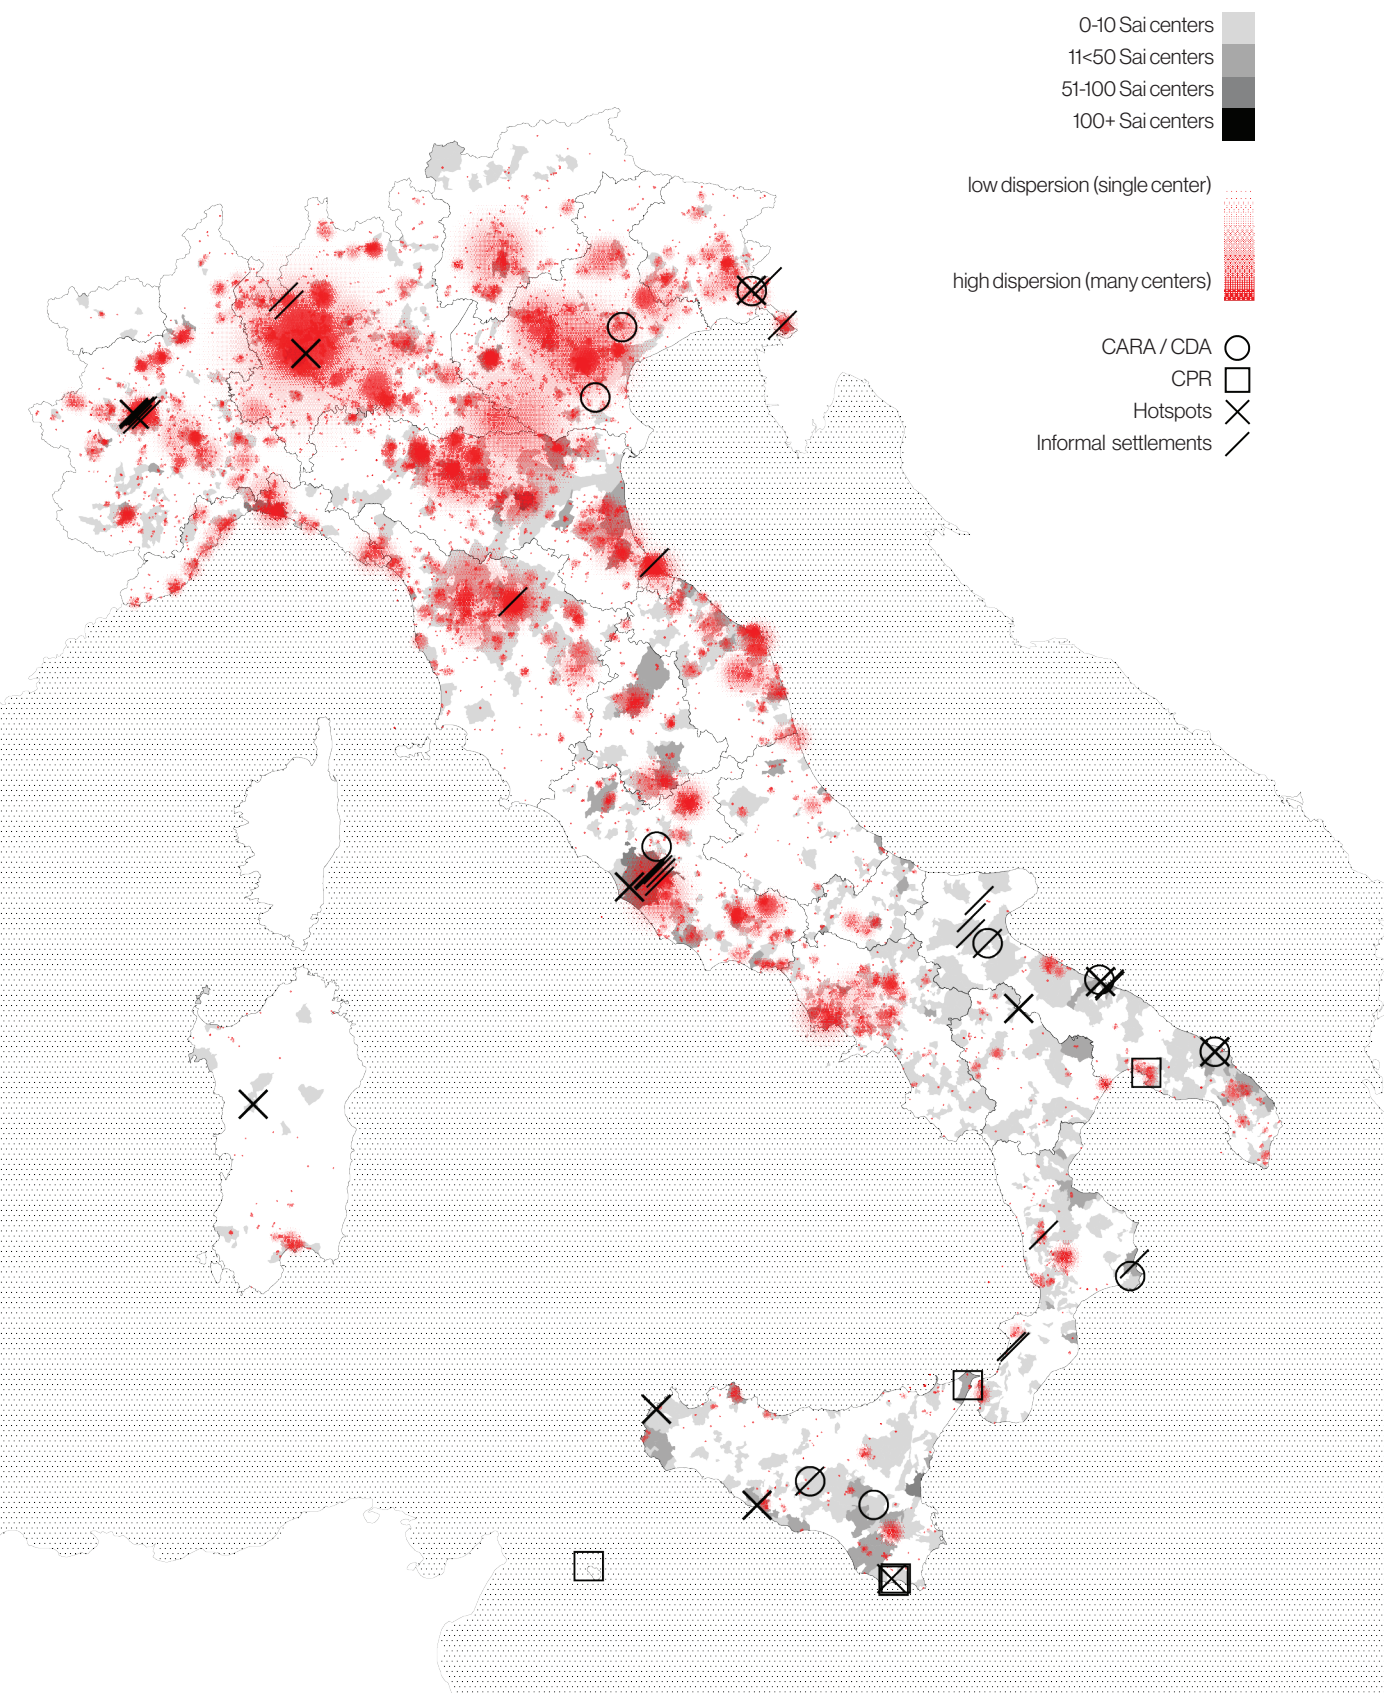 0-10 Sai centers
11<50 Sai centers
51-100 Sai centers
100+ Sai centers
low dispersion (single center)
high dispersion (many centers)
CARA / CDA
CPR
Hotspots
Informal settlements